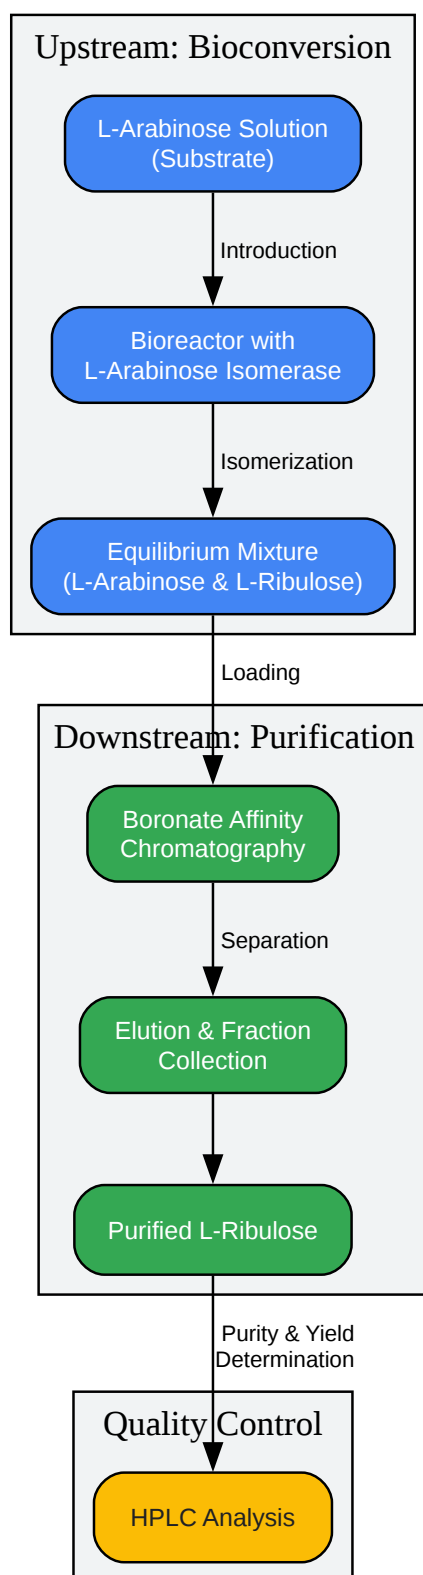 Upstream: Bioconversion
L-Arabinose Solution
(Substrate)
Introduction
Bioreactor with
L-Arabinose Isomerase
Isomerization
Equilibrium Mixture
(L-Arabinose & L-Ribulose)
Loading
Downstream: Purification
Boronate Affinity
Chromatography
Separation
Elution & Fraction
Collection
Purified L-Ribulose
Purity & Yield
Determination
Quality Control
HPLC Analysis